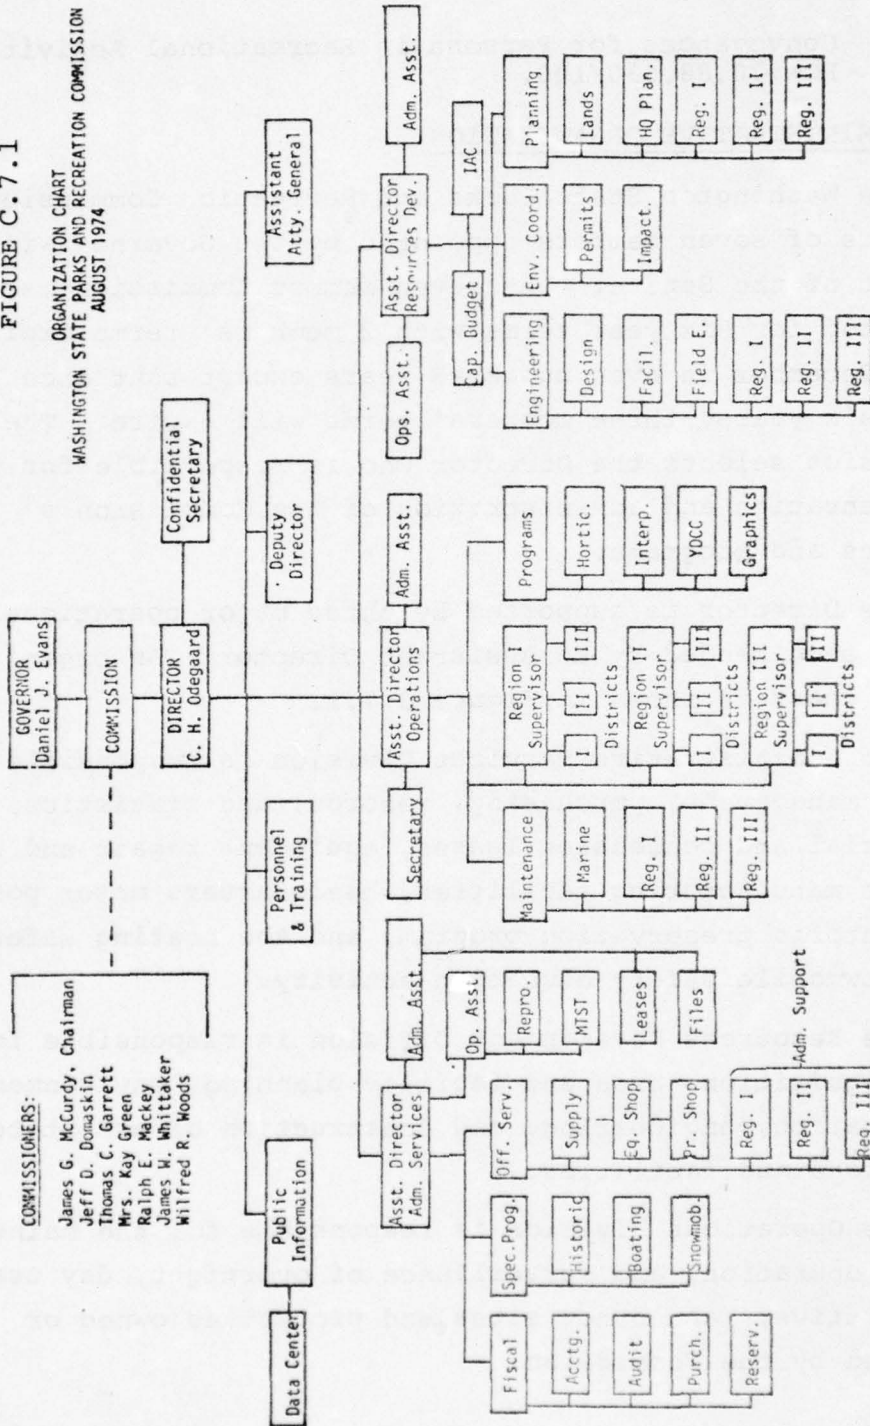 FIGURE C-7.1
ORGANIZATION CHART
WASHINGTON STATE PARKS AND RECREATION COMMISSION
AUGUST 1974
COMMISSIONERS:
James G. McCurdy, Chairman
Jeff D. Domaskin
Thomas C. Garrett
Mrs. Kay Green
Ralph E. Mackey
James W. Whittaker
Wilfred R. Woods
GOVERNOR
Daniel J. Evans
COMMISSION
DIRECTOR
C. H. Odegaard
Confidential
Secretary
Data Center
Public
Information
Personnel
& Training
Deputy
Director
Assistant
Atty. General
Asst. Director
Adm. Services
Adm. Asst.
Secretary
Asst. Director
Operations
Adm. Asst.
Ops. Asst.
Asst. Director
Resources Dev.
Adm. Asst.
Fiscal
Acctg.
Audit
Purch.
Reserv.
Spec.Prog.
Historic
Boating
Snowmob.
Off Serv.
Supply
Eq. Shop
Pr. Shop
Reg. I
Reg. II
Reg. III
Adm. Support
Op. Asst.
Repro.
MIST
Leases
Files
Maintenance
Marine
Reg. I
Reg. II
Reg. III
Region I
Supervisor
I II III
Districts
Region II
Supervisor
I II III
Districts
Region III
Supervisor
I II III
Districts
Programs
Hortic.
Interp.
YDCC
Graphics
Cap. Budget
IAC
Engineering
Design
Facil
Field E.
Reg. I
Reg. II
Reg. III
Env. Coord.
Permits
Impact.
Planning
Lands
HQ Plan.
Reg. I
Reg. II
Reg. III